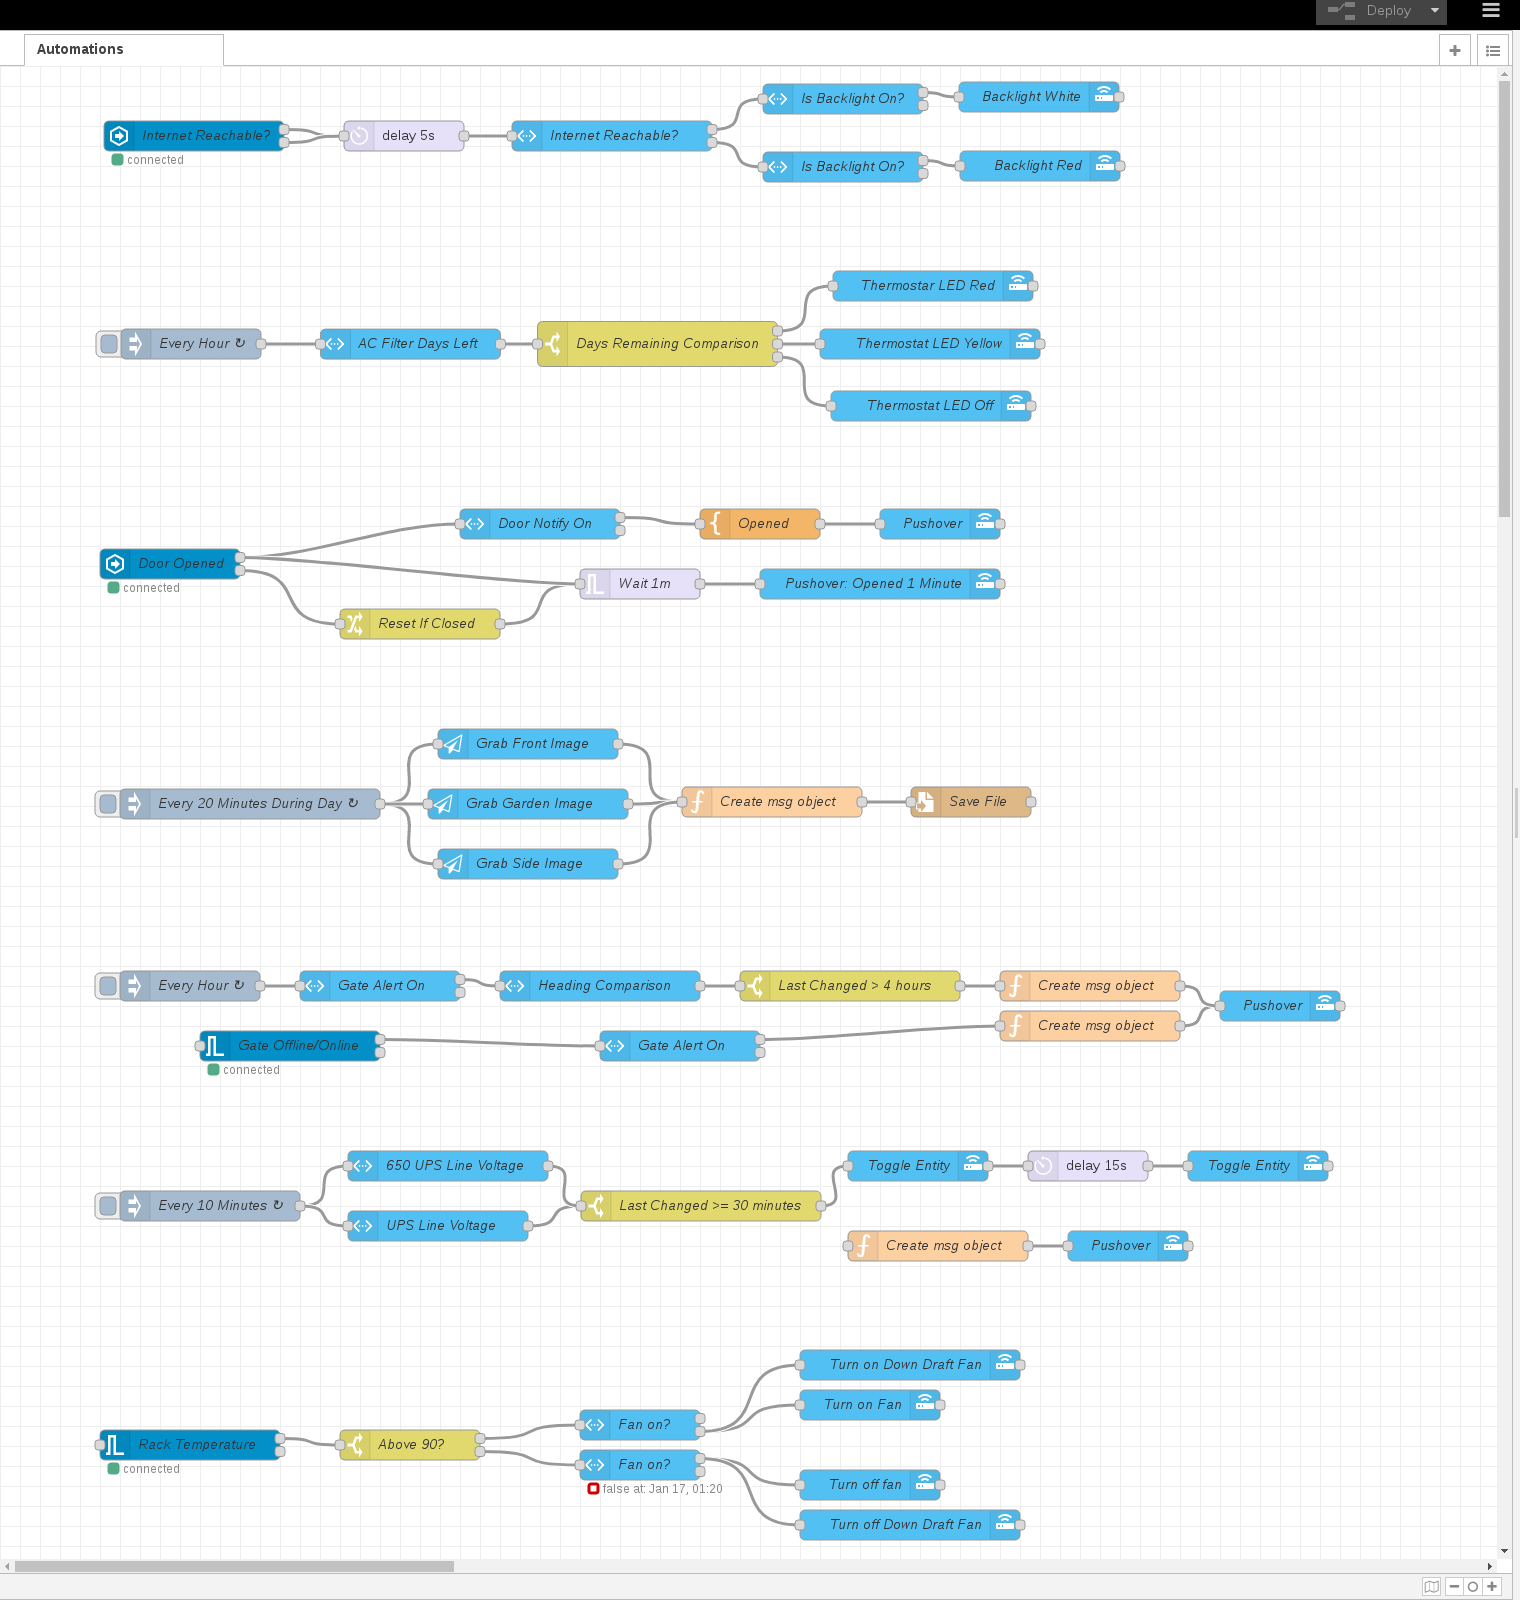 Deploy
Automations
Is Backlight On?
Backlight White
Internet Reachable?
delay 5s
Internet Reachable?
connected
Is Backlight On?
Backlight Red
Thermostar LED Red
Every Hour ↻
AC Filter Days Left
Days Remaining Comparison
Thermostat LED Yellow
Thermostat LED Off
Door Notify On
Opened
Pushover
Door Opened
connected
Wait 1m
Pushover: Opened 1 Minute
Reset If Closed
Grab Front Image
Every 20 Minutes During Day ↻
Grab Garden Image
Create msg object
Save File
Grab Side Image
Every Hour ↻
Gate Alert On
Heading Comparison
Last Changed > 4 hours
Create msg object
Pushover
Create msg object
Gate Offline/Online
Gate Alert On
connected
650 UPS Line Voltage
Toggle Entity
delay 15s
Toggle Entity
Every 10 Minutes ↻
Last Changed >= 30 minutes
UPS Line Voltage
Create msg object
Pushover
Turn on Down Draft Fan
Turn on Fan
Fan on?
Rack Temperature
Above 90?
connected
Fan on?
false at: Jan 17, 01:20
Turn off fan
Turn off Down Draft Fan